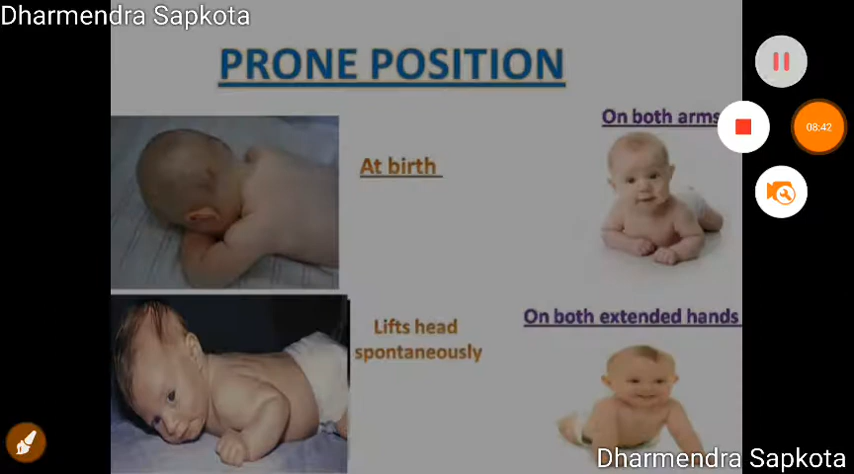 Dharmendra Sapkota
PRONE POSITION
On both arms
08:42
At birth
Lifts head
spontaneously
On both extended hands
Dharmendra Sapkota